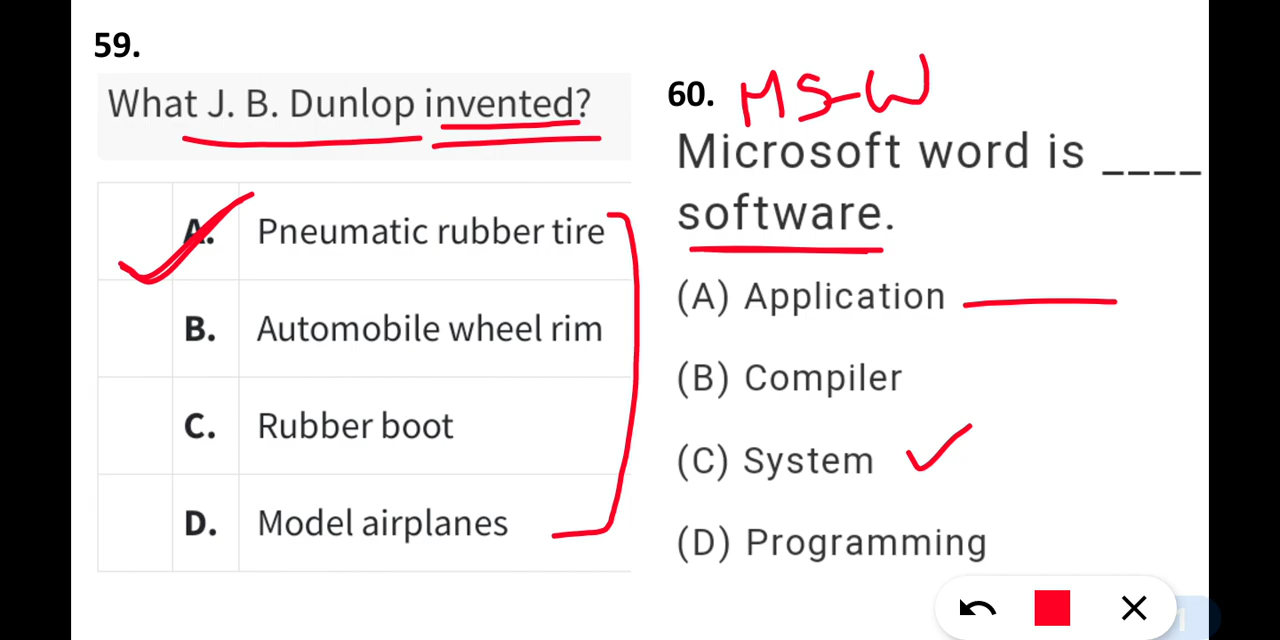 59.
What J. B. Dunlop invented?
A. Pneumatic rubber tire
B. Automobile wheel rim
C. Rubber boot
D. Model airplanes
60. MS-W
Microsoft word is ____
software.
(A) Application
(B) Compiler
(C) System
(D) Programming